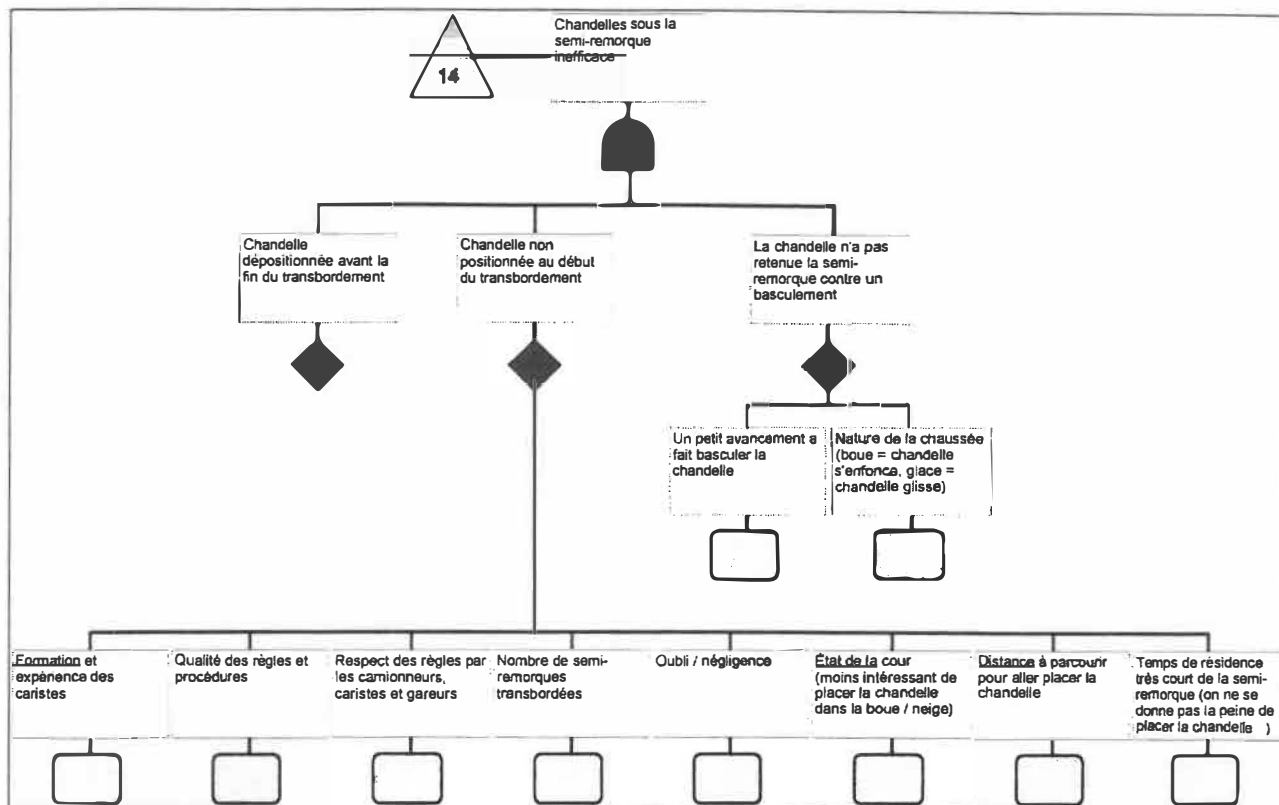 Chandelles sous la
semi-remorque
inefficace
14
Chandelle
dépositionnée avant la
fin du transbordement
Chandelle non
positionnée au début
du transbordement
La chandelle n'a pas
retenue la semi-
remorque contre un
basculement
Un petit avancement a
fait basculer la
chandelle
Nature de la chaussée
(boue = chandelle
s'enfonce, glace =
chandelle glisse)
Formation et
expérience des
caristes
Qualité des règles et
procédures
Respect des règles par
les camionneurs,
caristes et gareurs
Nombre de semi-
remorques
transbordées
Oubli / négligence
État de la cour
(moins intéressant de
placer la chandelle
dans la boue / neige)
Distance à parcourir
pour aller placer la
chandelle
Temps de résidence
très court de la semi-
remorque (on ne se
donne pas la peine de
placer la chandelle )